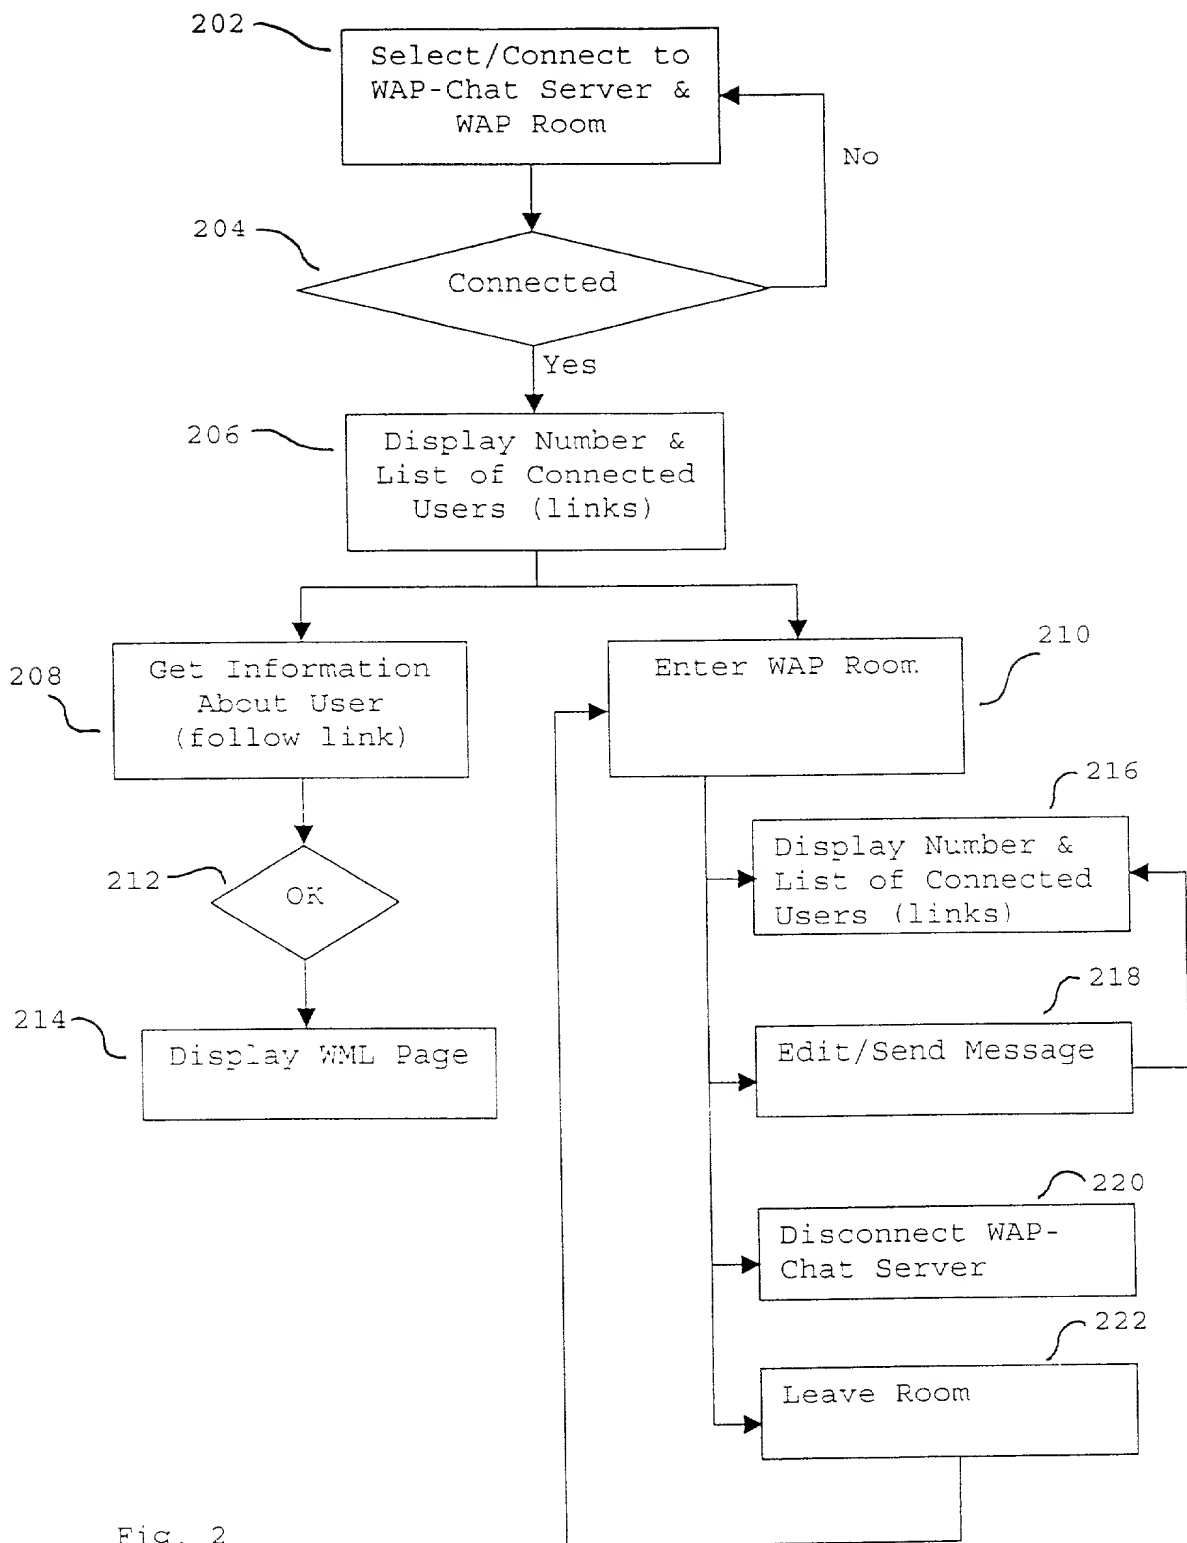 202
Select/Connect to
WAP-Chat Server &
WAP Room
No
204
Connected
Yes
206
Display Number &
List of Connected
Users (links)
208
Get Information
About User
(follow link)
210
Enter WAP Room
212
OK
214
Display WML Page
216
Display Number &
List of Connected
Users (links)
218
Edit/Send Message
220
Disconnect WAP-
Chat Server
222
Leave Room
Fig. 2